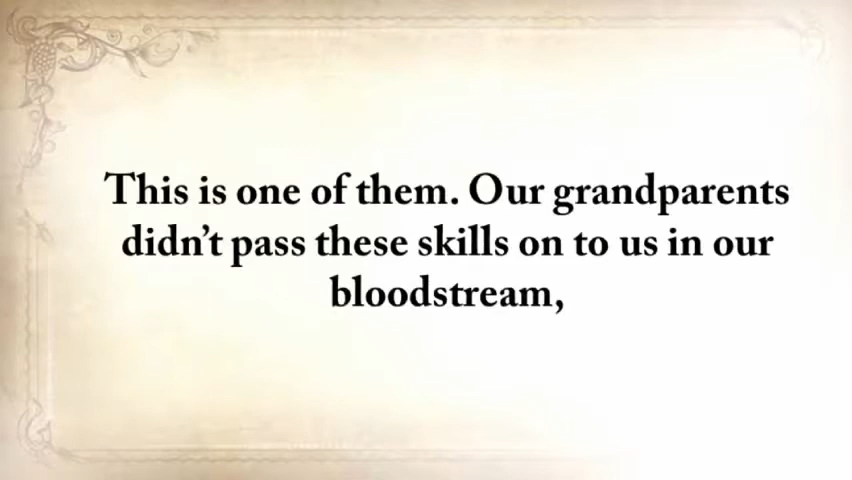 This is one of them. Our grandparents
didn’t pass these skills on to us in our
bloodstream,